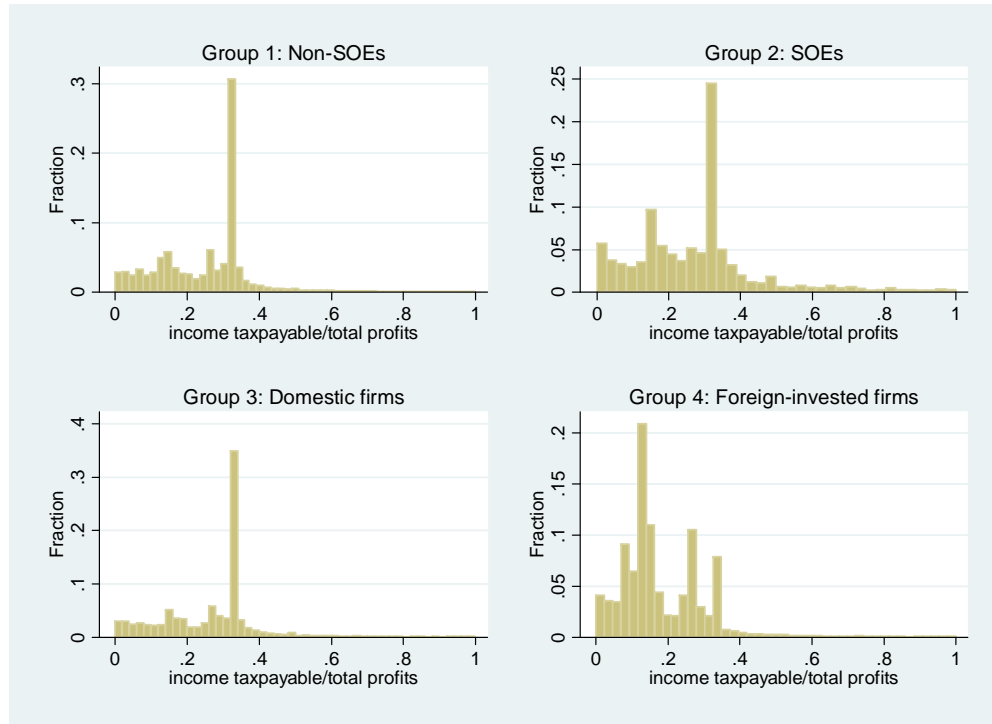 Group 1: Non-SOEs
Fraction
.3
.2
.1
0
0 .2 .4 .6 .8 1
income taxpayable/total profits
Group 2: SOEs
Fraction
.25
.2
.15
.1
.05
0
0 .2 .4 .6 .8 1
income taxpayable/total profits
Group 3: Domestic firms
Fraction
.4
.3
.2
.1
0
0 .2 .4 .6 .8 1
income taxpayable/total profits
Group 4: Foreign-invested firms
Fraction
.2
.15
.1
.05
0
0 .2 .4 .6 .8 1
income taxpayable/total profits